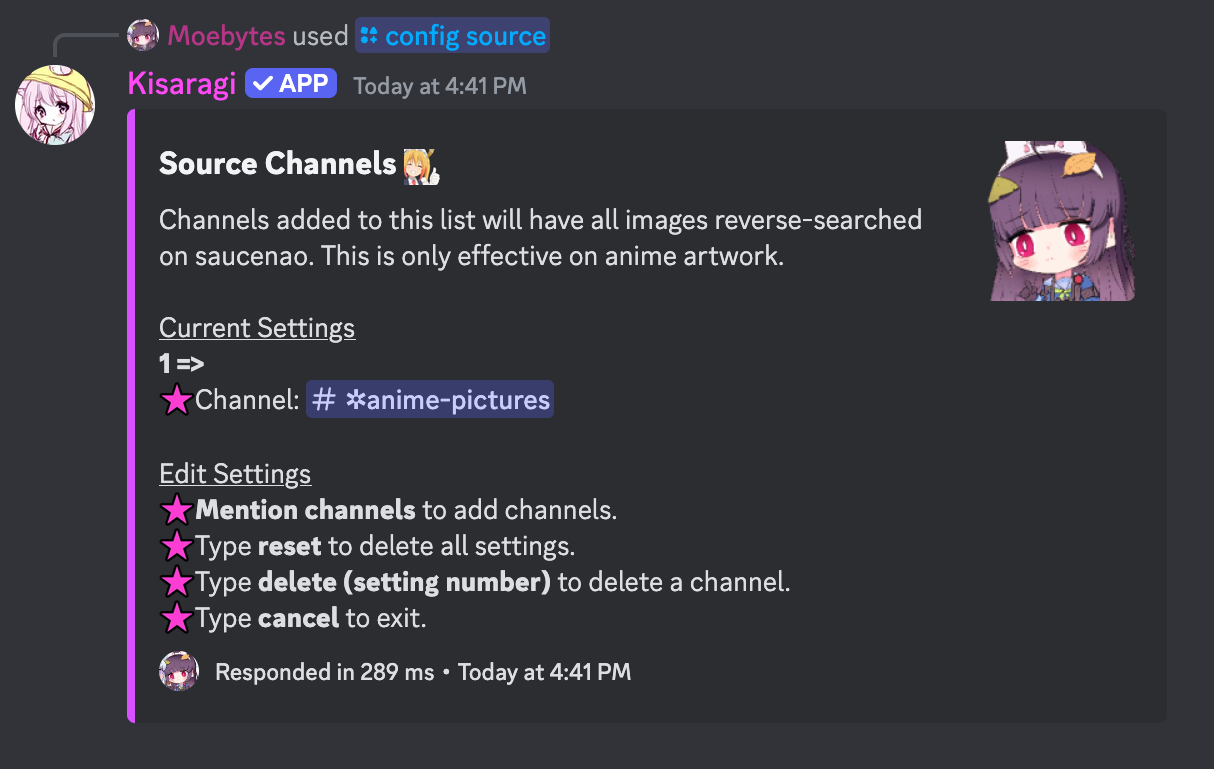 Moebytes used config source
Kisaragi APP Today at 4:41 PM
Source Channels
Channels added to this list will have all images reverse-searched
on saucenao. This is only effective on anime artwork.
Current Settings
1 =>
Channel: # ✲anime-pictures
Edit Settings
Mention channels to add channels.
Type reset to delete all settings.
Type delete (setting number) to delete a channel.
Type cancel to exit.
Responded in 289 ms • Today at 4:41 PM